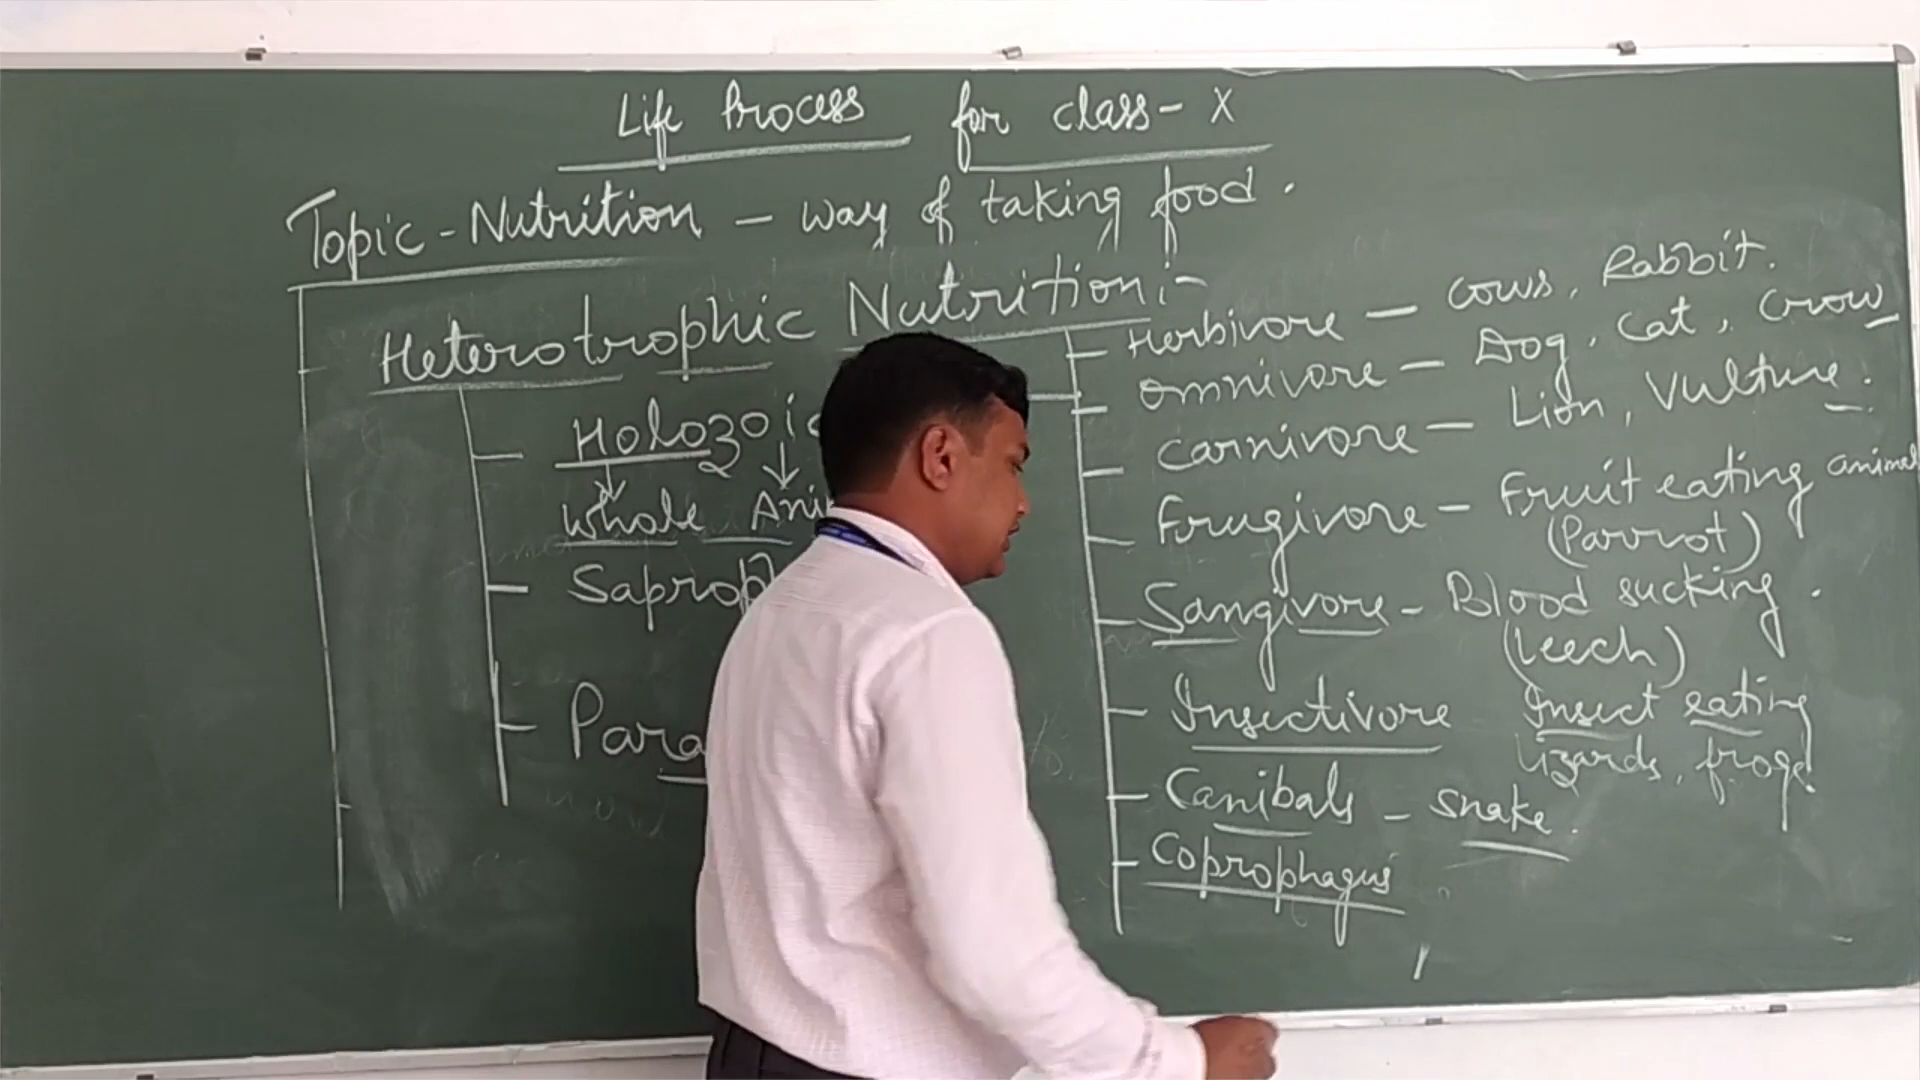 Life Process for class - X
Topic - Nutrition - way of taking food.
Heterotrophic Nutrition :-
Holozoic
Whole Ani
Saprop
Para
Herbivore - Cows, Rabbit.
Omnivore - Dog, Cat, Crow
Carnivore - Lion, Vulture.
Frugivore - Fruit eating animal
(Parrot)
Sangivore - Blood sucking.
(Leech)
Insectivore Insect eating
Lizards, frogs
Canibals - Snake.
Coprophagus